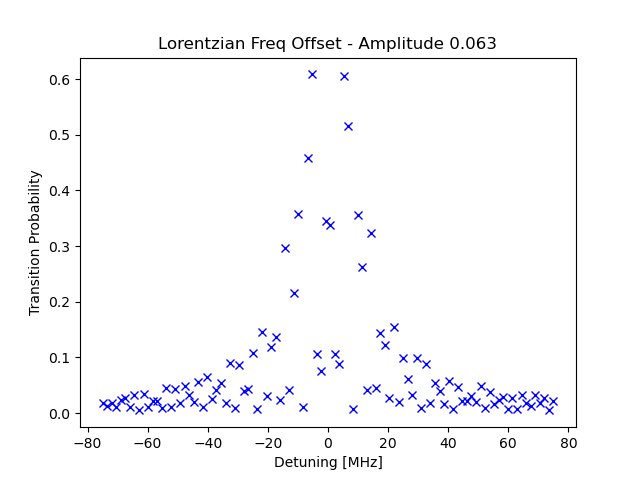 Lorentzian Freq Offset - Amplitude 0.063
0.6
0.5
0.4
0.3
0.2
0.1
0.0
Transition Probability
−80 −60 −40 −20 0 20 40 60 80
Detuning [MHz]